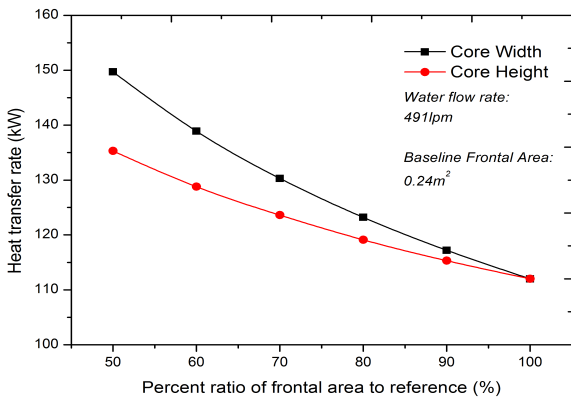 160
150
140
130
120
110
100
Heat transfer rate (kW)
Core Width
Core Height
Water flow rate:
491lpm
Baseline Frontal Area:
0.24m²
50 60 70 80 90 100
Percent ratio of frontal area to reference (%)